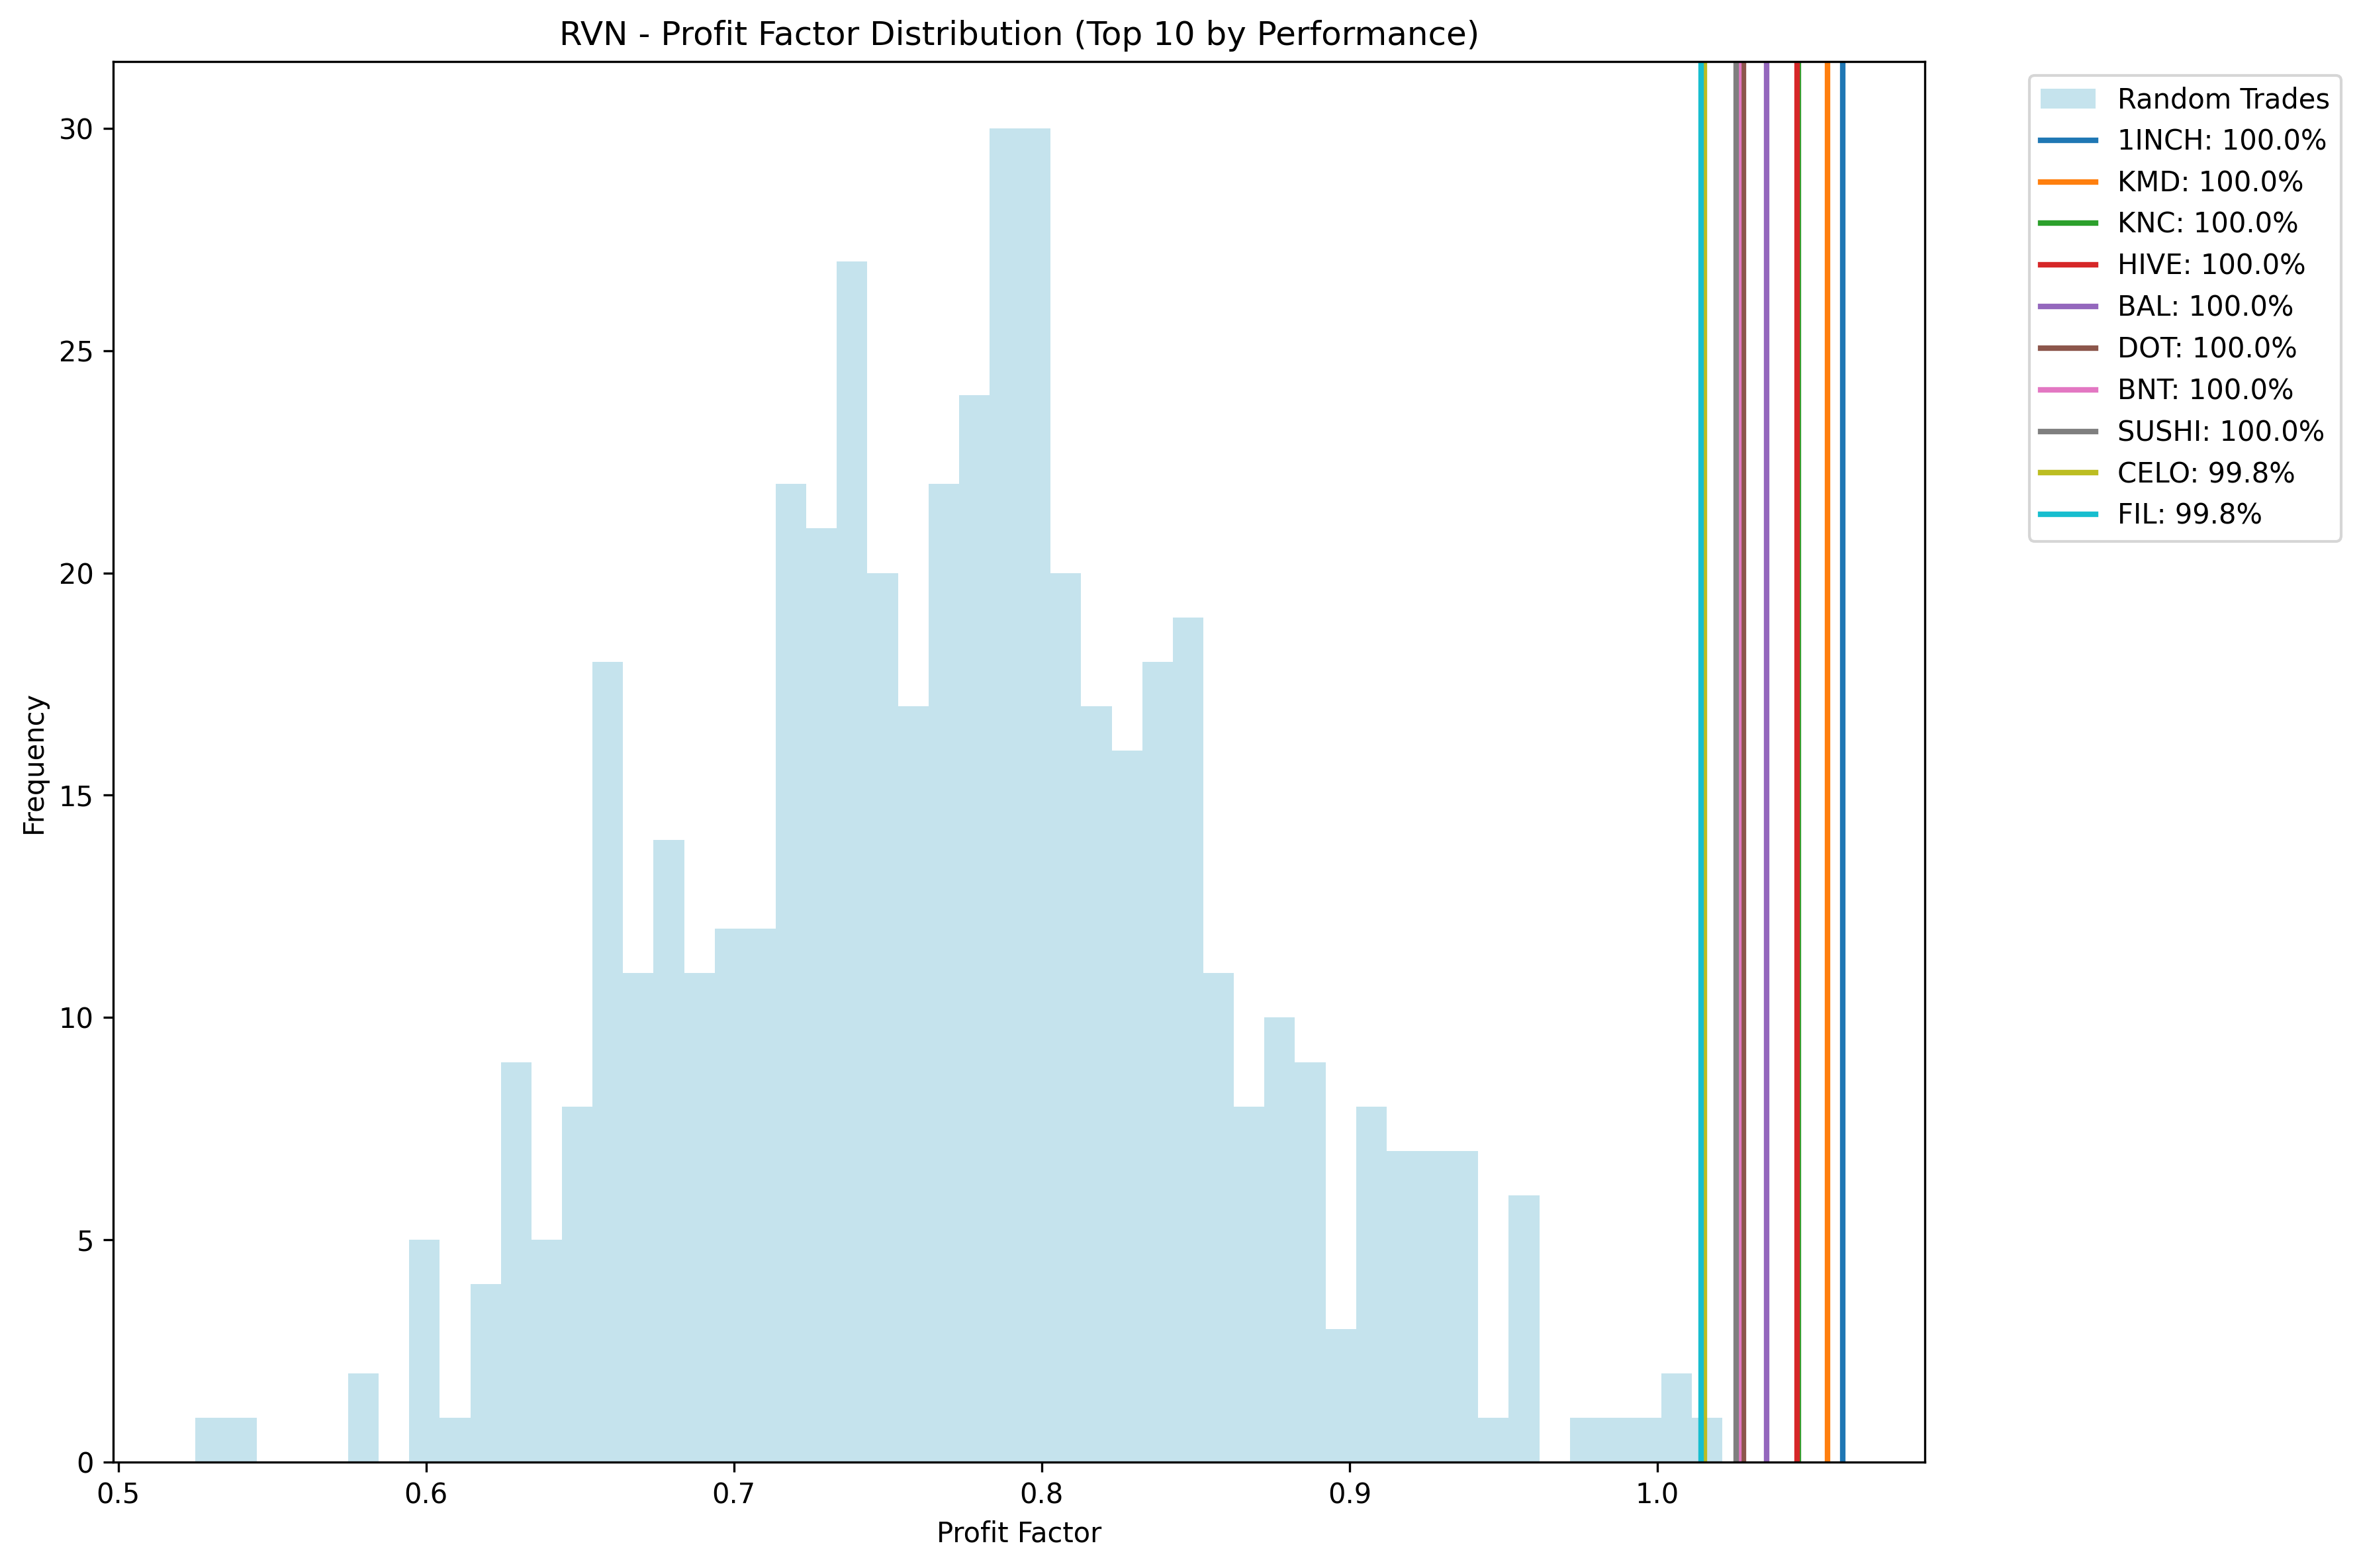 RVN - Profit Factor Distribution (Top 10 by Performance)
Frequency
30
25
20
15
10
5
0
0.5
0.6
0.7
0.8
0.9
1.0
Profit Factor
Random Trades
1INCH: 100.0%
KMD: 100.0%
KNC: 100.0%
HIVE: 100.0%
BAL: 100.0%
DOT: 100.0%
BNT: 100.0%
SUSHI: 100.0%
CELO: 99.8%
FIL: 99.8%